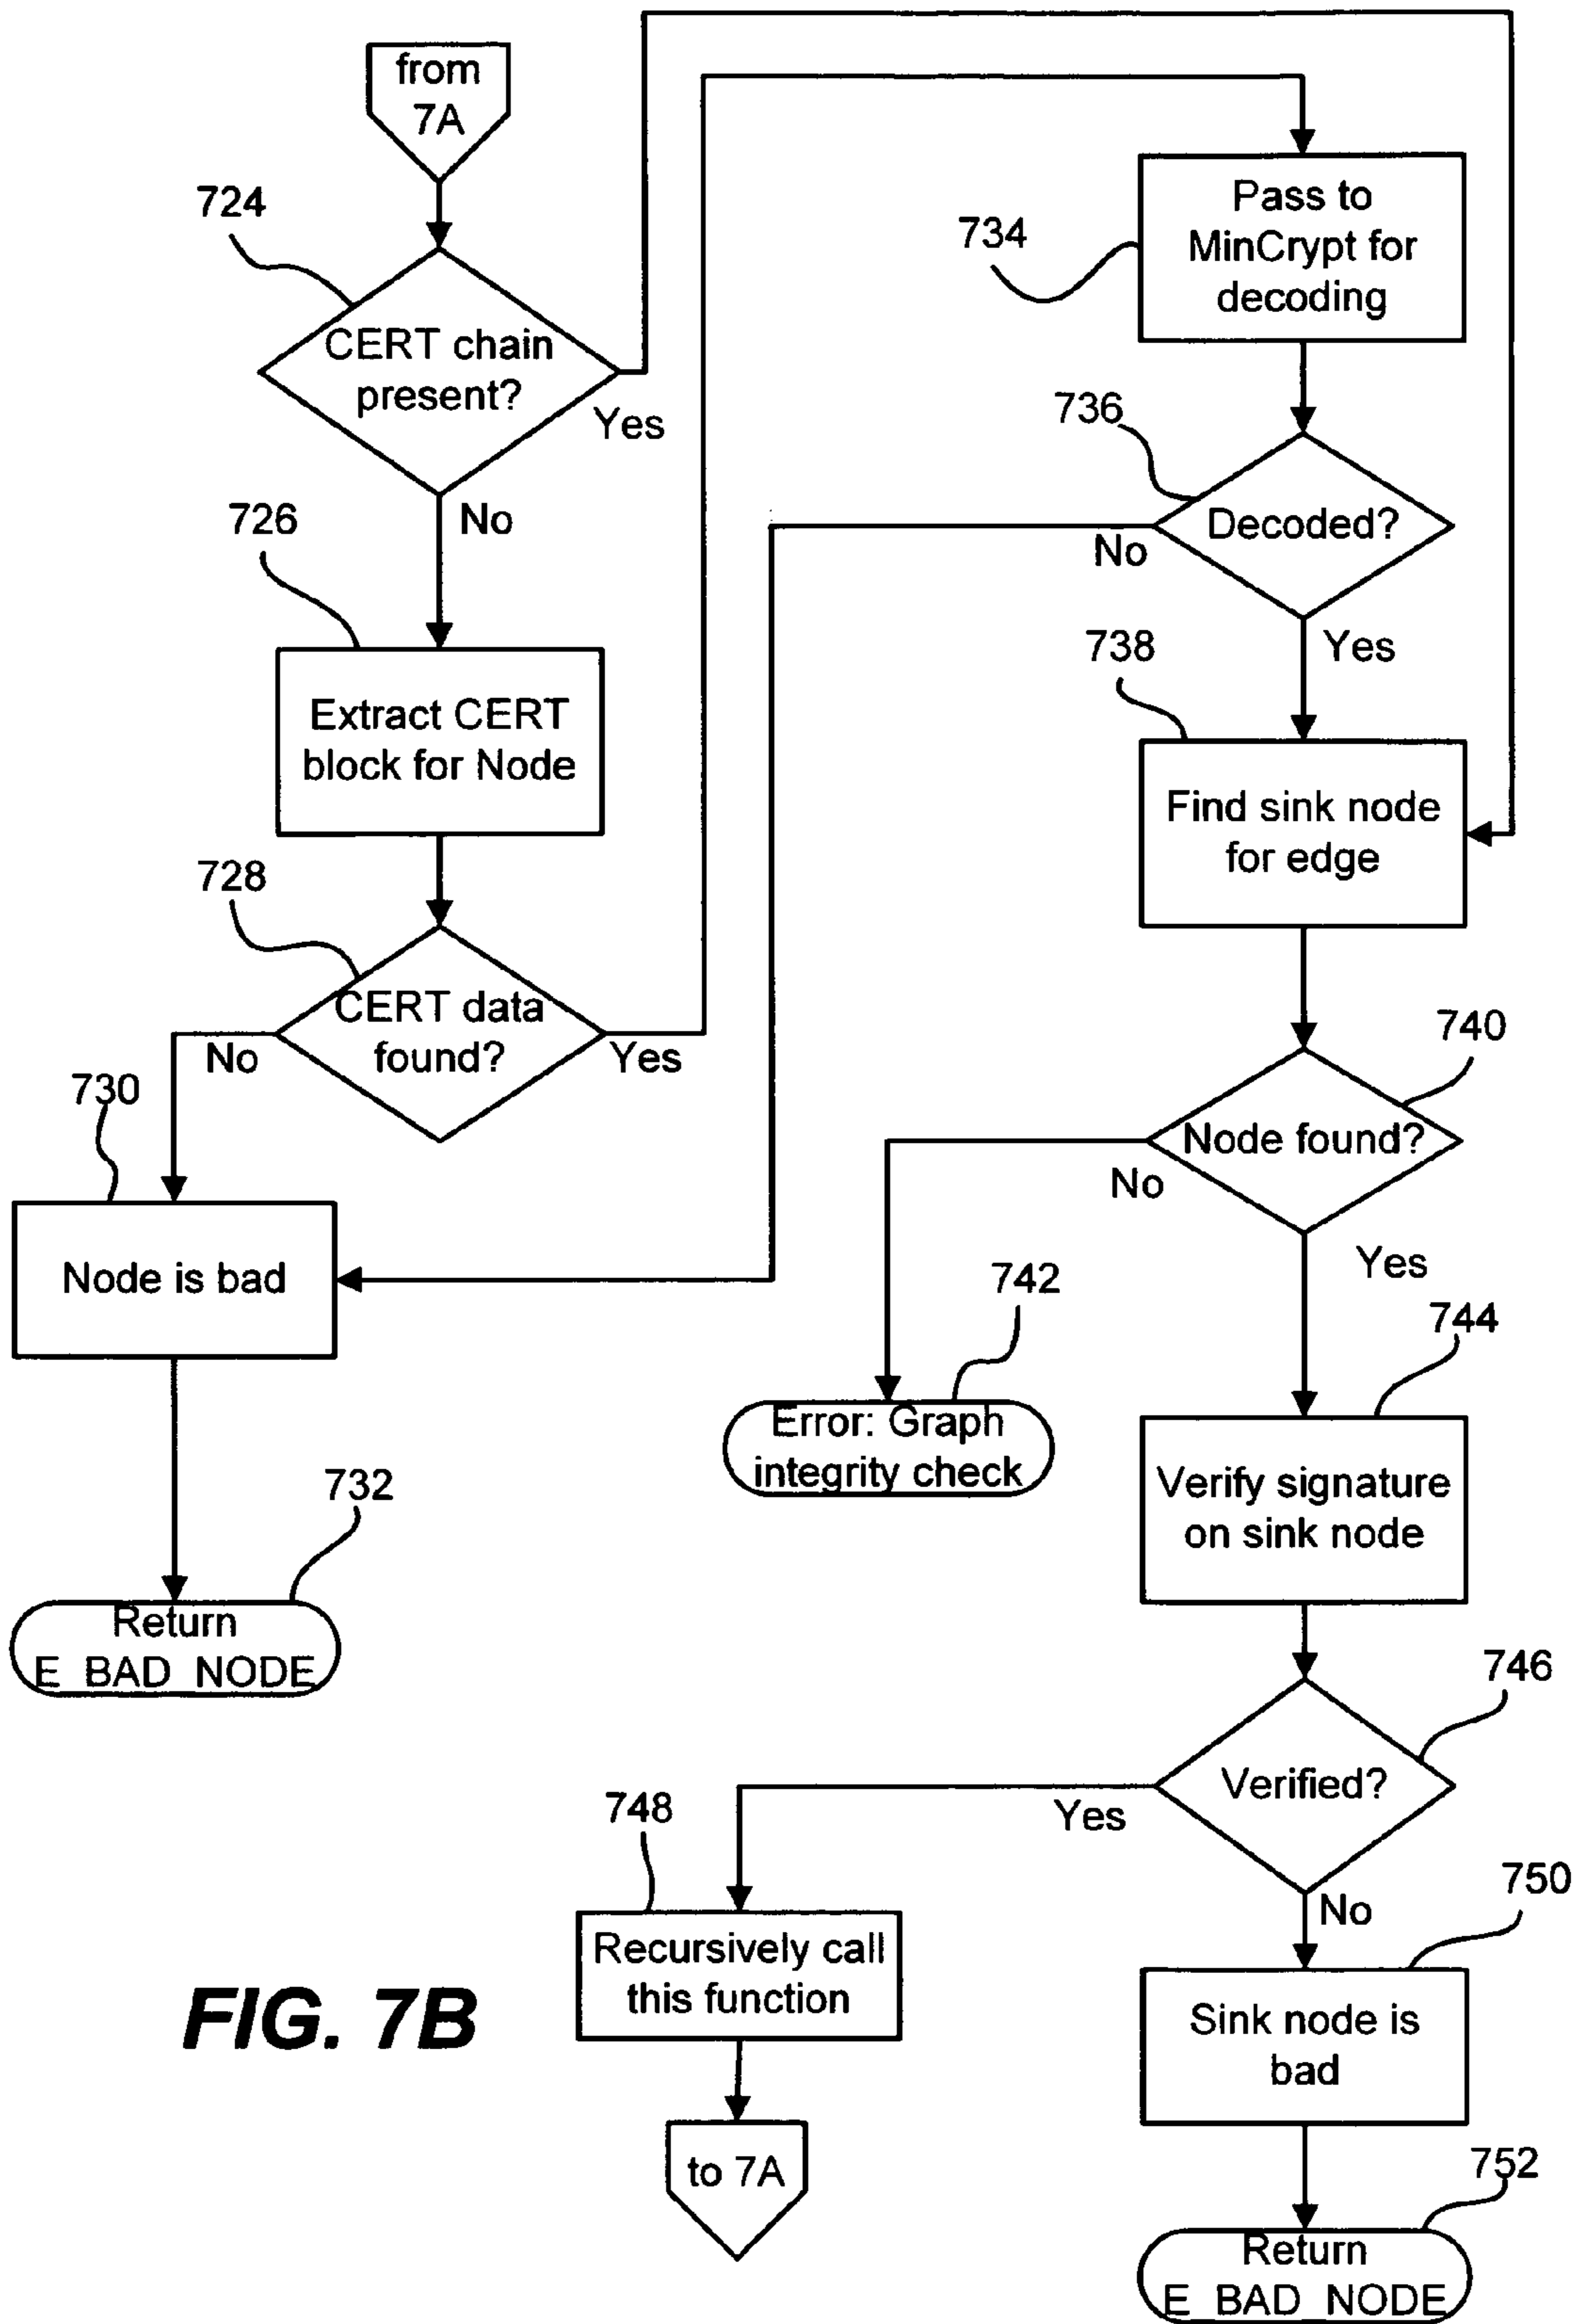 from
7A
724
CERT chain
present?
Yes
No
726
Extract CERT
block for Node
728
CERT data
found?
No
Yes
730
Node is bad
732
Return
E_BAD_NODE
734
Pass to
MinCrypt for
decoding
736
Decoded?
No
Yes
738
Find sink node
for edge
740
Node found?
No
Yes
742
Error: Graph
integrity check
744
Verify signature
on sink node
746
Verified?
Yes
No
748
Recursively call
this function
to 7A
750
Sink node is
bad
752
Return
E_BAD_NODE
FIG. 7B